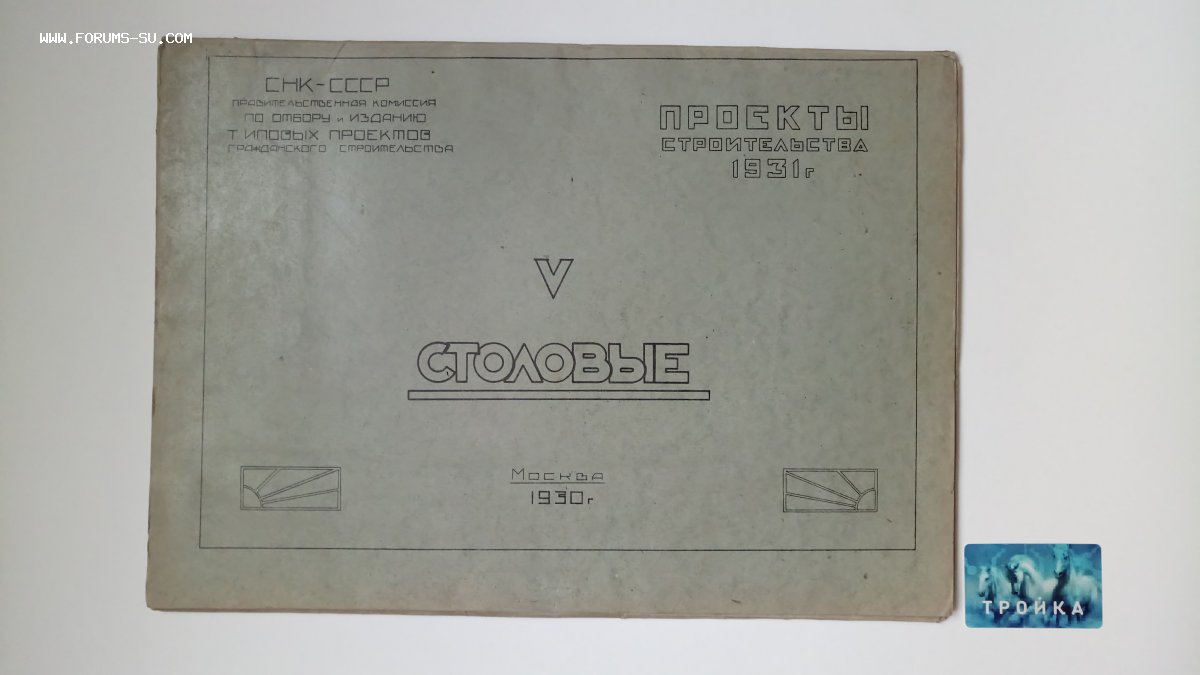 WWW.FORUMS-SU.COM
СНК-СССР
ПРАВИТЕЛЬСТВЕННАЯ КОМИССИЯ
ПО ОТБОРУ и ИЗДАНИЮ
ТИПОВЫХ ПРОЕКТОВ
ГРАЖДАНСКОГО СТРОИТЕЛЬСТВА
ПРОЕКТЫ
СТРОИТЕЛЬСТВА
1931г
V
СТОЛОВЫЕ
МОСКВА
1930г
ТРОЙКА